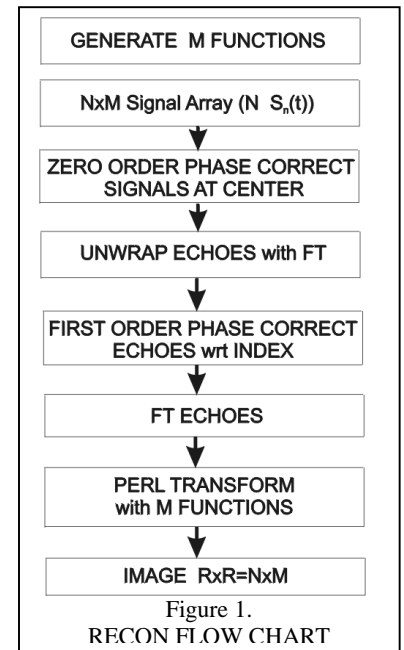 GENERATE M FUNCTIONS
NxM Signal Array (N Sₙ(t))
ZERO ORDER PHASE CORRECT
SIGNALS AT CENTER
UNWRAP ECHOES with FT
FIRST ORDER PHASE CORRECT
ECHOES wrt INDEX
FT ECHOES
PERL TRANSFORM
with M FUNCTIONS
IMAGE RxR=NxM
Figure 1.
RECON FLOW CHART